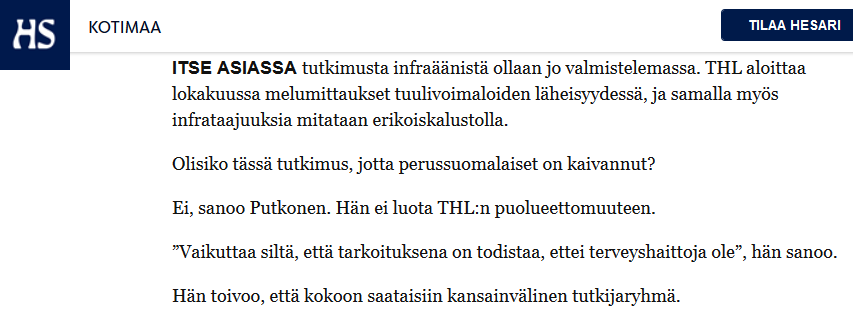 HS KOTIMAA TILAA HESARI
ITSE ASIASSA tutkimusta infraäänistä ollaan jo valmistelemassa. THL aloittaa
lokakuussa melumittaukset tuulivoimaloiden läheisyydessä, ja samalla myös
infrataajuuksia mitataan erikoiskalustolla.
Olisiko tässä tutkimus, jotta perussuomalaiset on kaivannut?
Ei, sanoo Putkonen. Hän ei luota THL:n puolueettomuuteen.
”Vaikuttaa siltä, että tarkoituksena on todistaa, ettei terveyshaittoja ole”, hän sanoo.
Hän toivoo, että kokoon saataisiin kansainvälinen tutkijaryhmä.